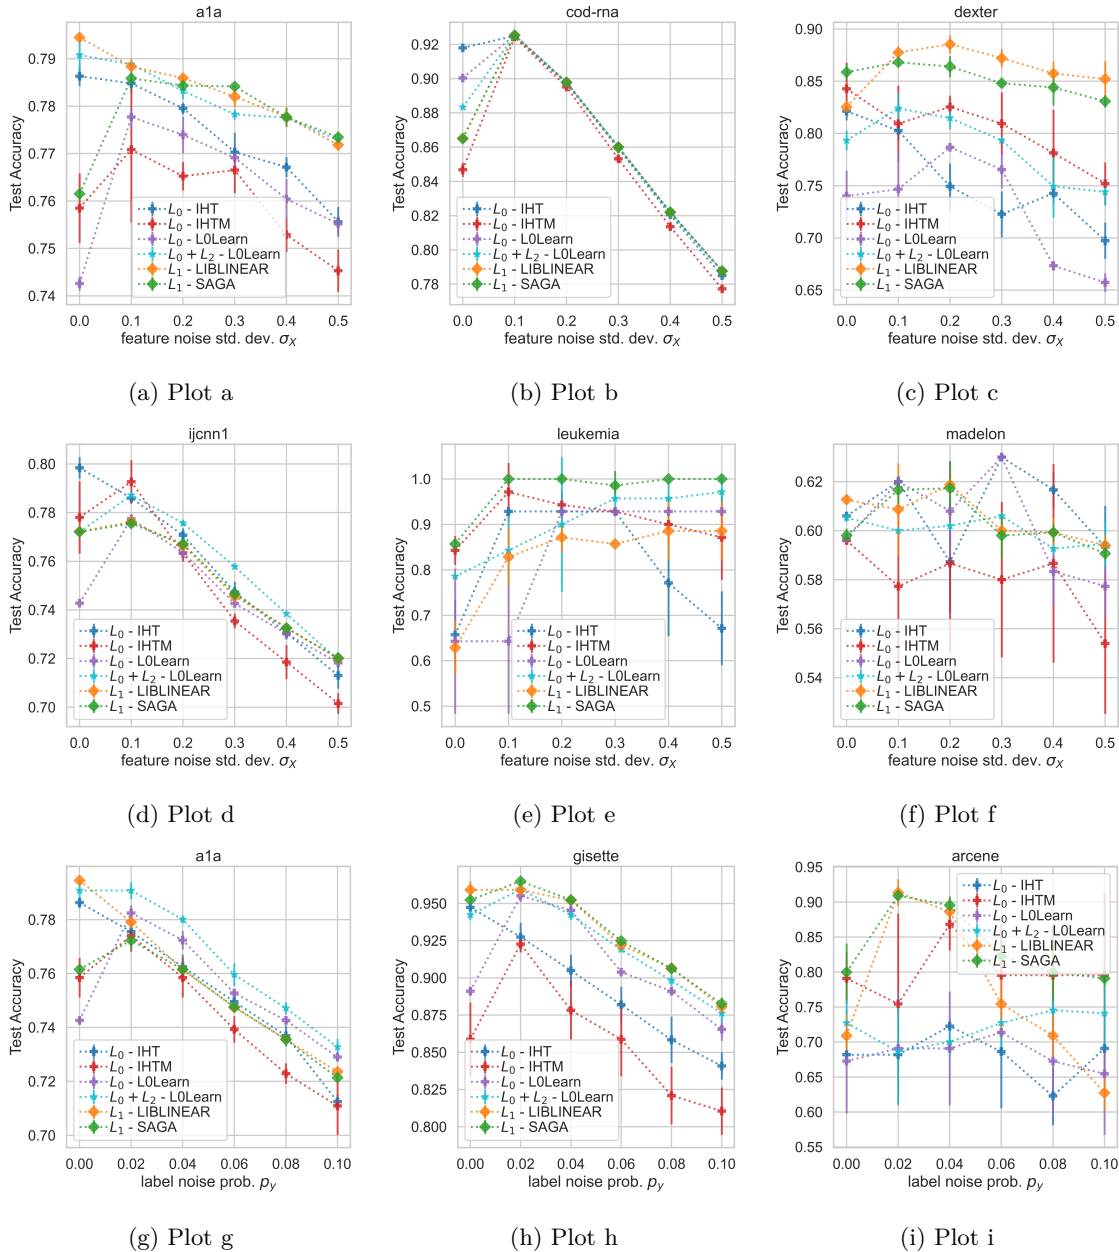 a1a
Test Accuracy
0.79
0.78
0.77
0.76
0.75
0.74
L0 - IHT
L0 - IHTM
L0 - L0Learn
L0 + L2 - L0Learn
L1 - LIBLINEAR
L1 - SAGA
0.0 0.1 0.2 0.3 0.4 0.5
feature noise std. dev. σX
(a) Plot a
cod-rna
Test Accuracy
0.92
0.90
0.88
0.86
0.84
0.82
0.80
0.78
L0 - IHT
L0 - IHTM
L0 - L0Learn
L0 + L2 - L0Learn
L1 - LIBLINEAR
L1 - SAGA
0.0 0.1 0.2 0.3 0.4 0.5
feature noise std. dev. σX
(b) Plot b
dexter
Test Accuracy
0.90
0.85
0.80
0.75
0.70
0.65
L0 - IHT
L0 - IHTM
L0 - L0Learn
L0 + L2 - L0Learn
L1 - LIBLINEAR
L1 - SAGA
0.0 0.1 0.2 0.3 0.4 0.5
feature noise std. dev. σX
(c) Plot c
ijcnn1
Test Accuracy
0.80
0.78
0.76
0.74
0.72
0.70
L0 - IHT
L0 - IHTM
L0 - L0Learn
L0 + L2 - L0Learn
L1 - LIBLINEAR
L1 - SAGA
0.0 0.1 0.2 0.3 0.4 0.5
feature noise std. dev. σX
(d) Plot d
leukemia
Test Accuracy
1.0
0.9
0.8
0.7
0.6
0.5
L0 - IHT
L0 - IHTM
L0 - L0Learn
L0 + L2 - L0Learn
L1 - LIBLINEAR
L1 - SAGA
0.0 0.1 0.2 0.3 0.4 0.5
feature noise std. dev. σX
(e) Plot e
madelon
Test Accuracy
0.62
0.60
0.58
0.56
0.54
L0 - IHT
L0 - IHTM
L0 - L0Learn
L0 + L2 - L0Learn
L1 - LIBLINEAR
L1 - SAGA
0.0 0.1 0.2 0.3 0.4 0.5
feature noise std. dev. σX
(f) Plot f
a1a
Test Accuracy
0.78
0.76
0.74
0.72
0.70
L0 - IHT
L0 - IHTM
L0 - L0Learn
L0 + L2 - L0Learn
L1 - LIBLINEAR
L1 - SAGA
0.00 0.02 0.04 0.06 0.08 0.10
label noise prob. py
(g) Plot g
gisette
Test Accuracy
0.950
0.925
0.900
0.875
0.850
0.825
0.800
L0 - IHT
L0 - IHTM
L0 - L0Learn
L0 + L2 - L0Learn
L1 - LIBLINEAR
L1 - SAGA
0.00 0.02 0.04 0.06 0.08 0.10
label noise prob. py
(h) Plot h
arcene
Test Accuracy
0.95
0.90
0.85
0.80
0.75
0.70
0.65
0.60
0.55
L0 - IHT
L0 - IHTM
L0 - L0Learn
L0 + L2 - L0Learn
L1 - LIBLINEAR
L1 - SAGA
0.00 0.02 0.04 0.06 0.08 0.10
label noise prob. py
(i) Plot i